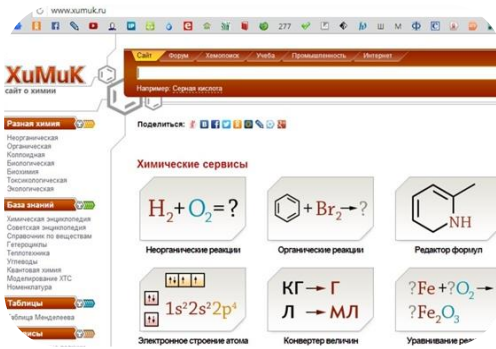 www.xumuk.ru
277
Сайт Форум Хемопоиск Учеба Промышленность Интернет
XuMuK
сайт о химии
Например: Серная кислота
Поделиться:
Разная химия
Неорганическая
Органическая
Коллоидная
Биологическая
Биохимия
Токсикологическая
Экологическая
База знаний
Химическая энциклопедия
Советская энциклопедия
Справочник по веществам
Гетероциклы
Теплотехника
Углеводы
Квантовая химия
Моделирование ХТС
Номенклатура
Таблицы
Химические сервисы
H₂+O₂=?
+Br₂→?
NH
Неорганические реакции
Органические реакции
Редактор формул
1s²2s²2p⁴
КГ→Г
Л→МЛ
?Fe+?O₂→
?Fe₂O₃
Электронное строение атома
Конвертер величин
Уравнивание